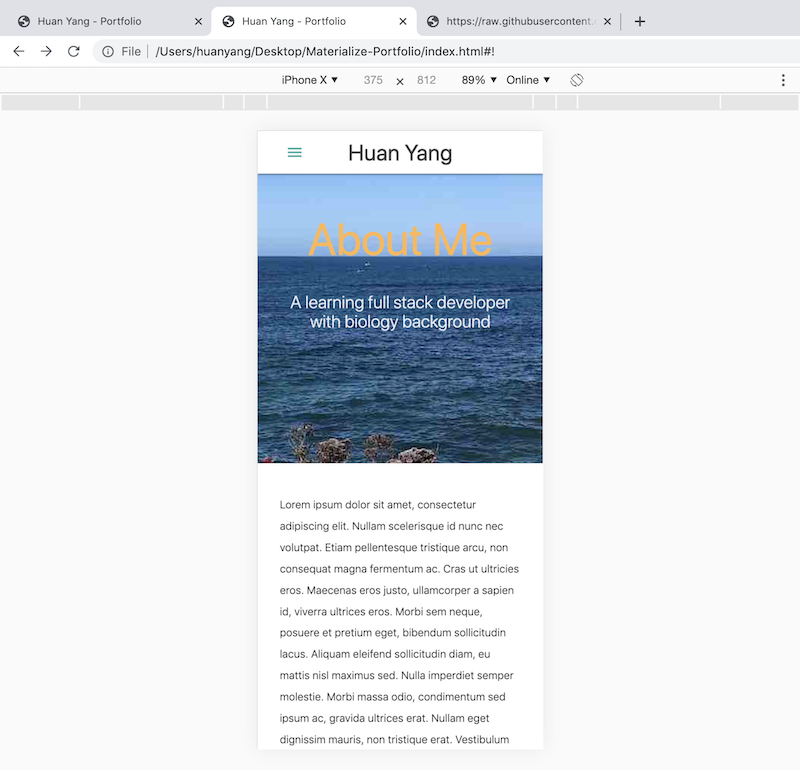 Huan Yang - Portfolio
Huan Yang - Portfolio
https://raw.githubusercontent.c
File
/Users/huanyang/Desktop/Materialize-Portfolio/index.html#!
iPhone X ▼ 375 × 812 89% ▼ Online ▼
Huan Yang
About Me
A learning full stack developer
with biology background
Lorem ipsum dolor sit amet, consectetur
adipiscing elit. Nullam scelerisque id nunc nec
volutpat. Etiam pellentesque tristique arcu, non
consequat magna fermentum ac. Cras ut ultricies
eros. Maecenas eros justo, ullamcorper a sapien
id, viverra ultrices eros. Morbi sem neque,
posuere et pretium eget, bibendum sollicitudin
lacus. Aliquam eleifend sollicitudin diam, eu
mattis nisl maximus sed. Nulla imperdiet semper
molestie. Morbi massa odio, condimentum sed
ipsum ac, gravida ultrices erat. Nullam eget
dignissim mauris, non tristique erat. Vestibulum